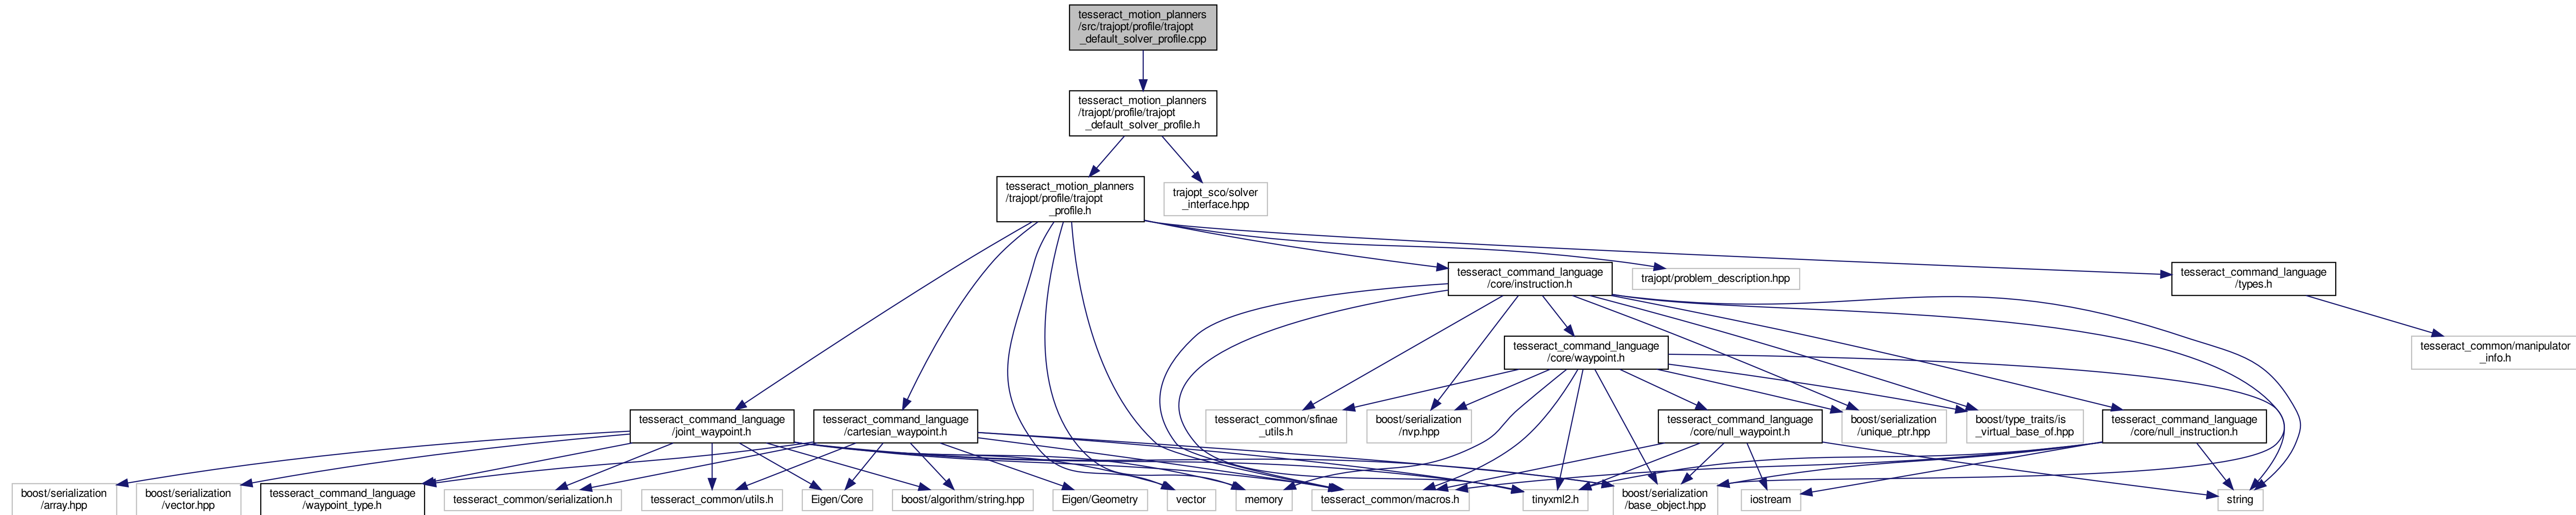 tesseract_motion_planners
/src/trajopt/profile/trajopt
_default_solver_profile.cpp
tesseract_motion_planners
/trajopt/profile/trajopt
_default_solver_profile.h
tesseract_motion_planners
/trajopt/profile/trajopt
_profile.h
trajopt_sco/solver
_interface.hpp
tesseract_command_language
/core/instruction.h
trajopt/problem_description.hpp
tesseract_command_language
/types.h
tesseract_command_language
/core/waypoint.h
tesseract_common/manipulator
_info.h
tesseract_command_language
/joint_waypoint.h
tesseract_command_language
/cartesian_waypoint.h
tesseract_common/sfinae
_utils.h
boost/serialization
/nvp.hpp
tesseract_command_language
/core/null_waypoint.h
boost/serialization
/unique_ptr.hpp
boost/type_traits/is
_virtual_base_of.hpp
tesseract_command_language
/core/null_instruction.h
boost/serialization
/array.hpp
boost/serialization
/vector.hpp
tesseract_command_language
/waypoint_type.h
tesseract_common/serialization.h
tesseract_common/utils.h
Eigen/Core
boost/algorithm/string.hpp
Eigen/Geometry
vector
memory
tesseract_common/macros.h
tinyxml2.h
boost/serialization
/base_object.hpp
iostream
string